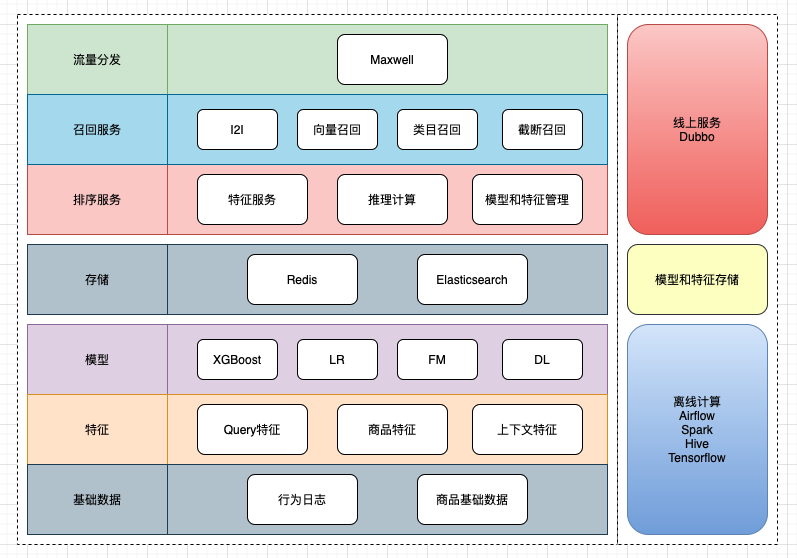 流量分发
Maxwell
召回服务
I2I
向量召回
类目召回
截断召回
排序服务
特征服务
推理计算
模型和特征管理
线上服务
Dubbo
存储
Redis
Elasticsearch
模型和特征存储
模型
XGBoost
LR
FM
DL
特征
Query特征
商品特征
上下文特征
基础数据
行为日志
商品基础数据
离线计算
Airflow
Spark
Hive
Tensorflow